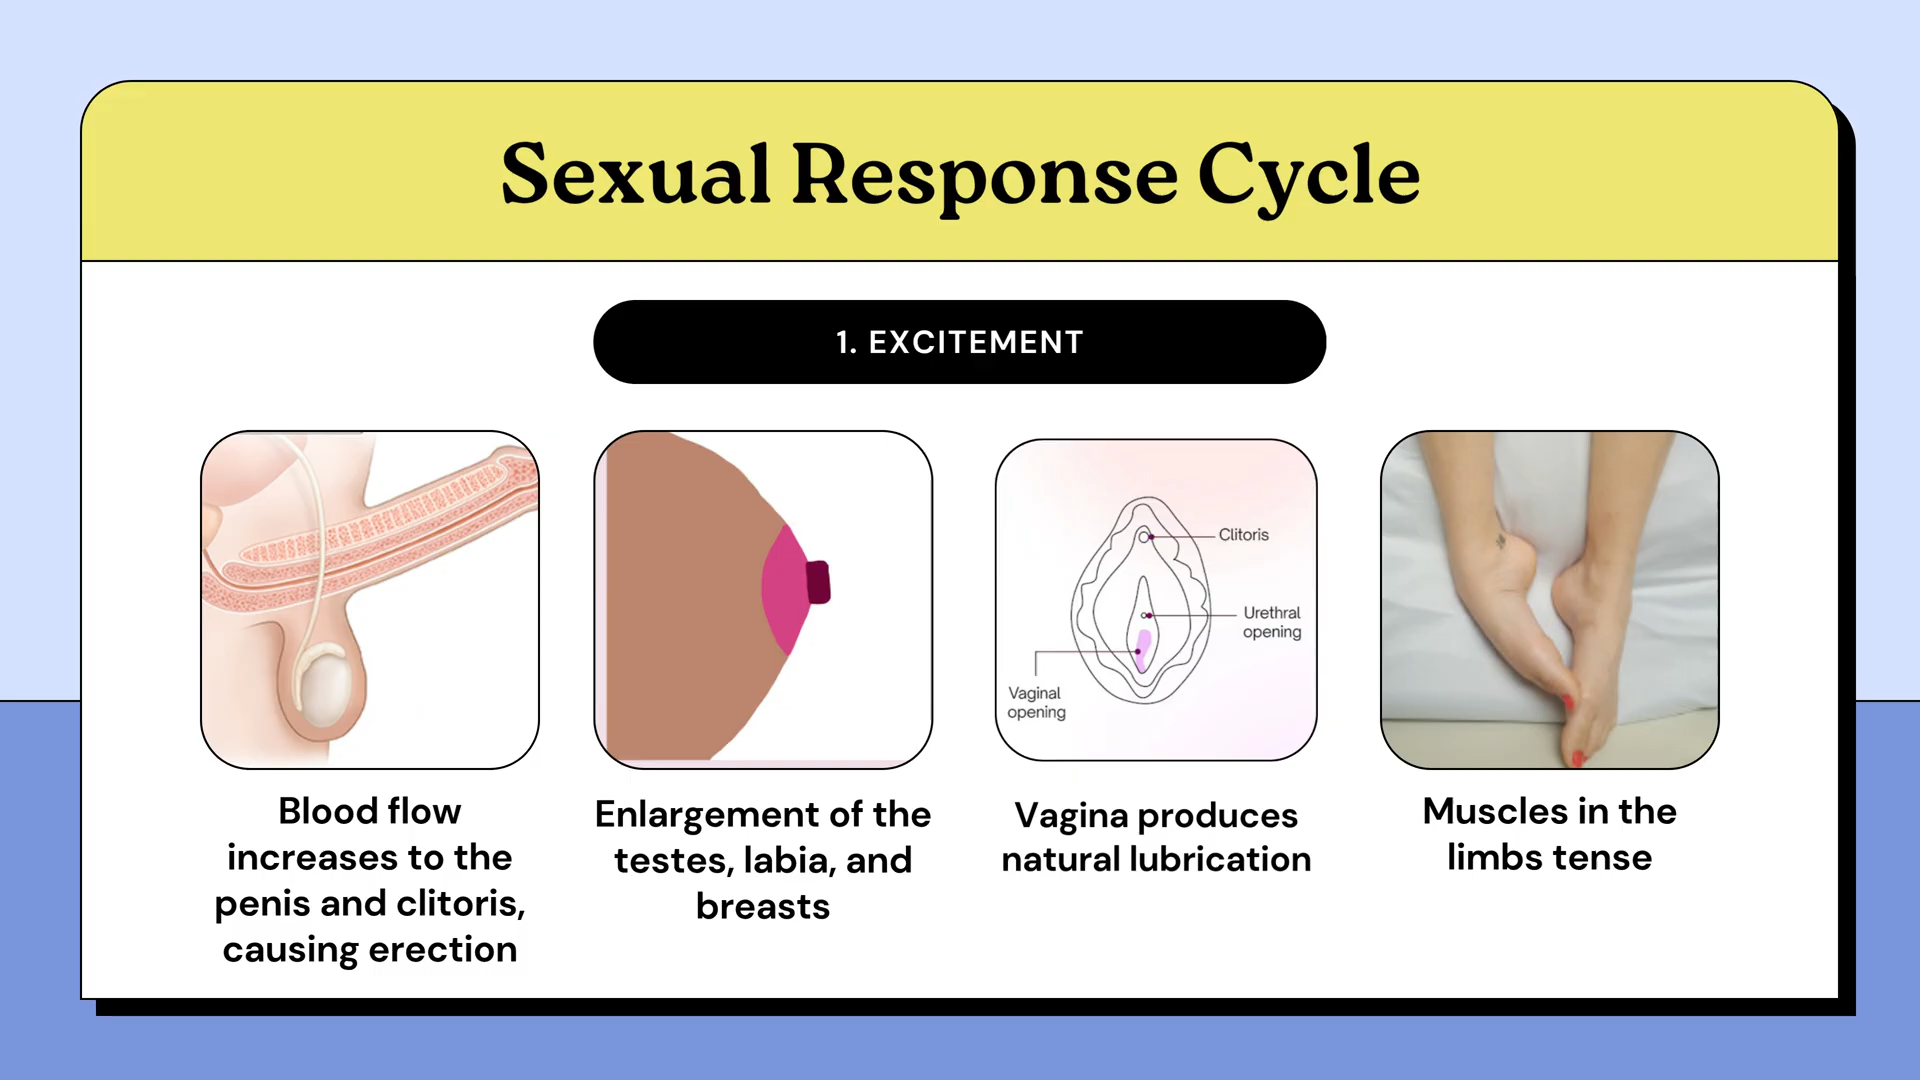 Sexual Response Cycle
1. EXCITEMENT
Clitoris
Urethral
opening
Vaginal
opening
Blood flow
increases to the
penis and clitoris,
causing erection
Enlargement of the
testes, labia, and
breasts
Vagina produces
natural lubrication
Muscles in the
limbs tense